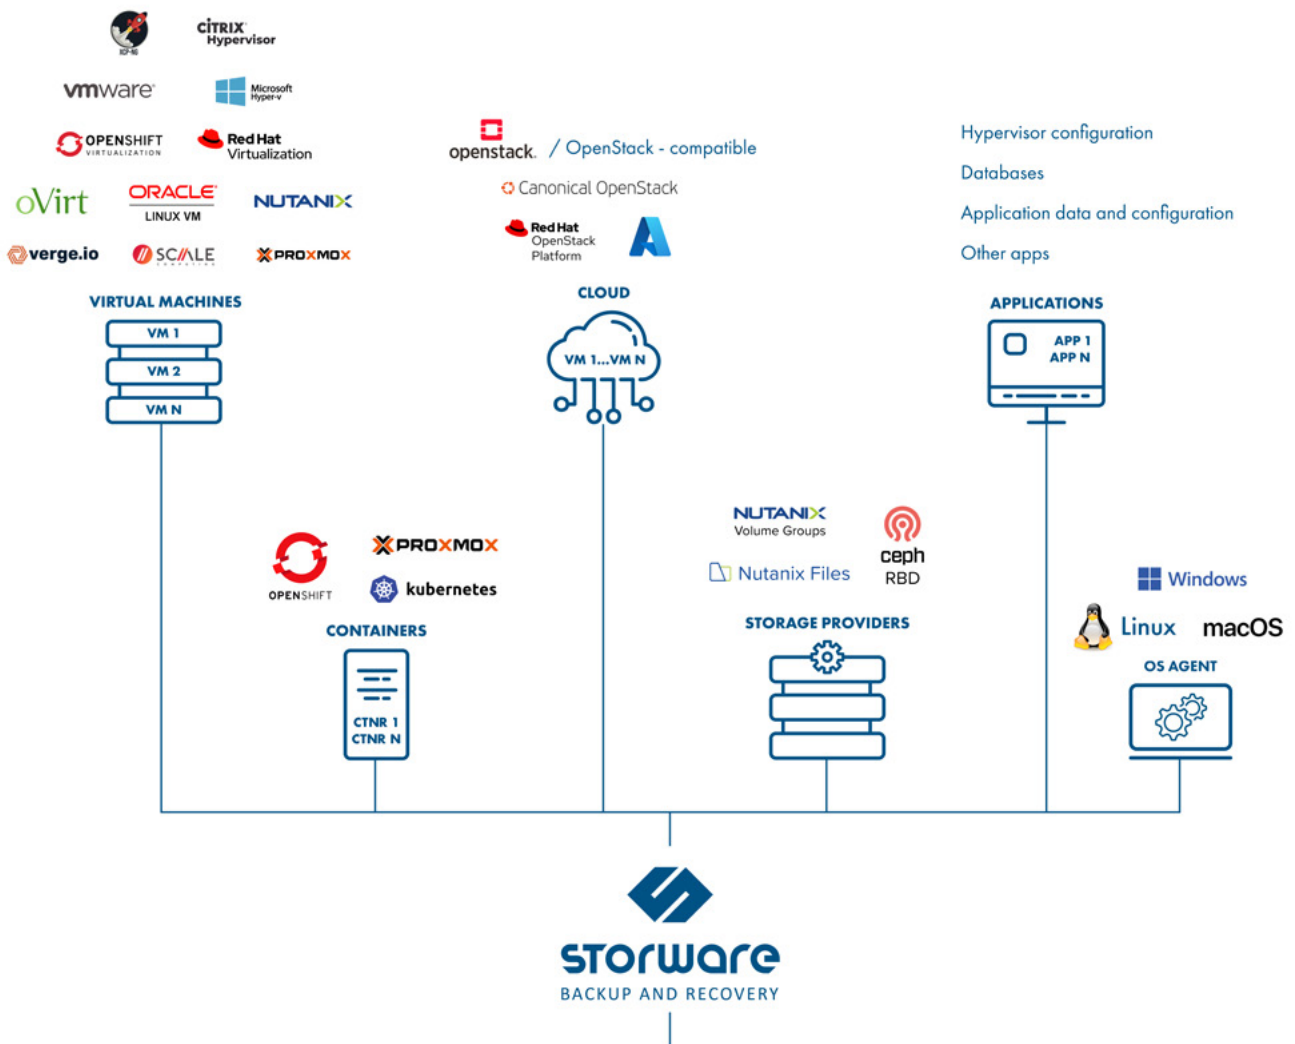 XCP-NG
CITRIX
Hypervisor
vmware
Microsoft
Hyper-v
OPENSHIFT
VIRTUALIZATION
Red Hat
Virtualization
oVirt
ORACLE
LINUX VM
NUTANIX
verge.io
SCALE
COMPUTING
PROXMOX
VIRTUAL MACHINES
VM 1
VM 2
VM N
openstack.
/ OpenStack - compatible
Canonical OpenStack
Red Hat
OpenStack
Platform
CLOUD
VM 1...VM N
Hypervisor configuration
Databases
Application data and configuration
Other apps
APPLICATIONS
APP 1
APP N
OPENSHIFT
PROXMOX
kubernetes
CONTAINERS
CTNR 1
CTNR N
NUTANIX
Volume Groups
Nutanix Files
ceph
RBD
STORAGE PROVIDERS
Windows
Linux
macOS
OS AGENT
STORWARE
BACKUP AND RECOVERY